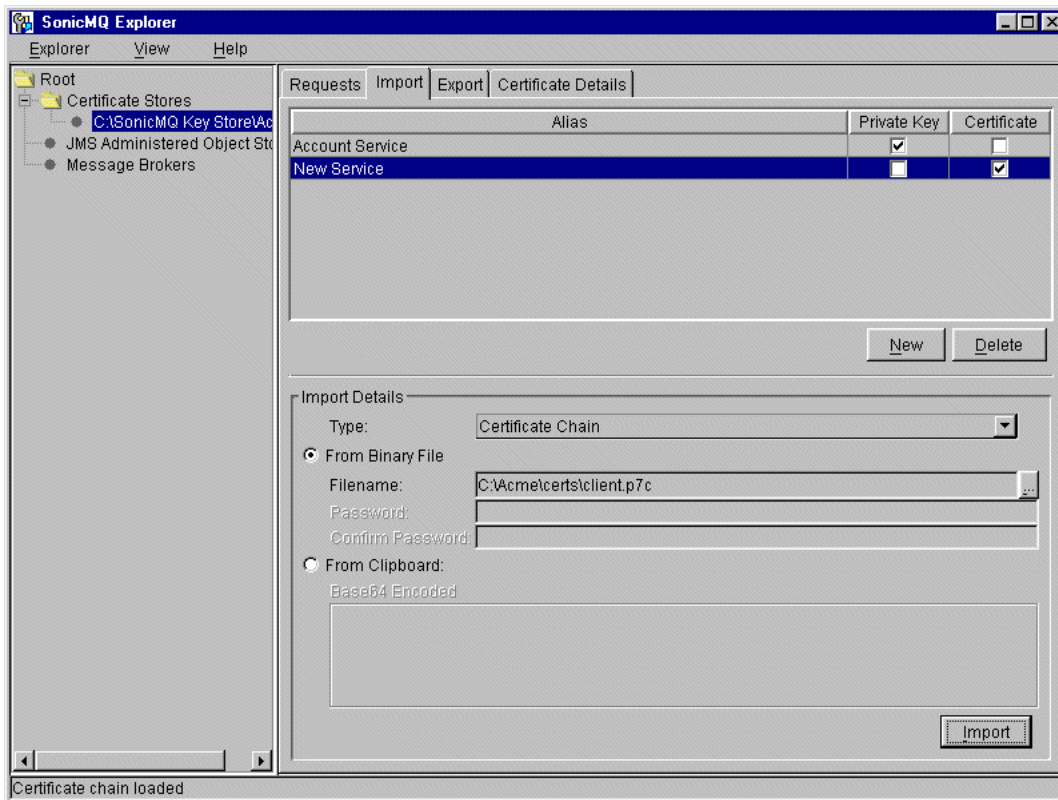 SonicMQ Explorer
Explorer View Help
Root
Certificate Stores
C:\SonicMQ Key Store\Ac
JMS Administered Object Sto
Message Brokers
Requests Import Export Certificate Details
Alias Private Key Certificate
Account Service
New Service
New Delete
Import Details
Type: Certificate Chain
From Binary File
Filename: C:\Acme\certs\client.p7c ...
Password:
Confirm Password:
From Clipboard:
Base64 Encoded
Import
Certificate chain loaded